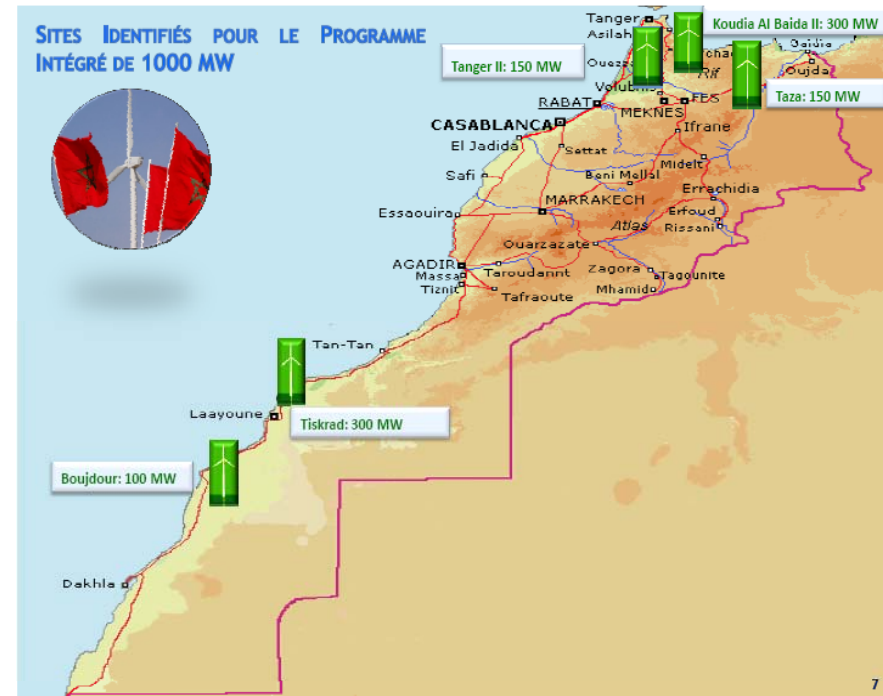 SITES IDENTIFIÉS POUR LE PROGRAMME
INTÉGRÉ DE 1000 MW
Tanger
Koudia Al Baida II: 300 MW
Asilah
Tanger II: 150 MW
Saidia
Oujda
Rif
Volubilis
Taza: 150 MW
RABAT
MEKNES
FES
CASABLANCA
Ifrane
El Jadida
Settat
Midelt
Safi
Beni Mellal
Errachidia
MARRAKECH
Essaouira
Erfoud
Atlas
Rissani
Ouarzazate
AGADIR
Taroudannt
Zagora
Massa
Tagounite
Tiznit
Tafraoute
Mhamid
Tan-Tan
Laayoune
Tiskrad: 300 MW
Boujdour: 100 MW
Dakhla
7